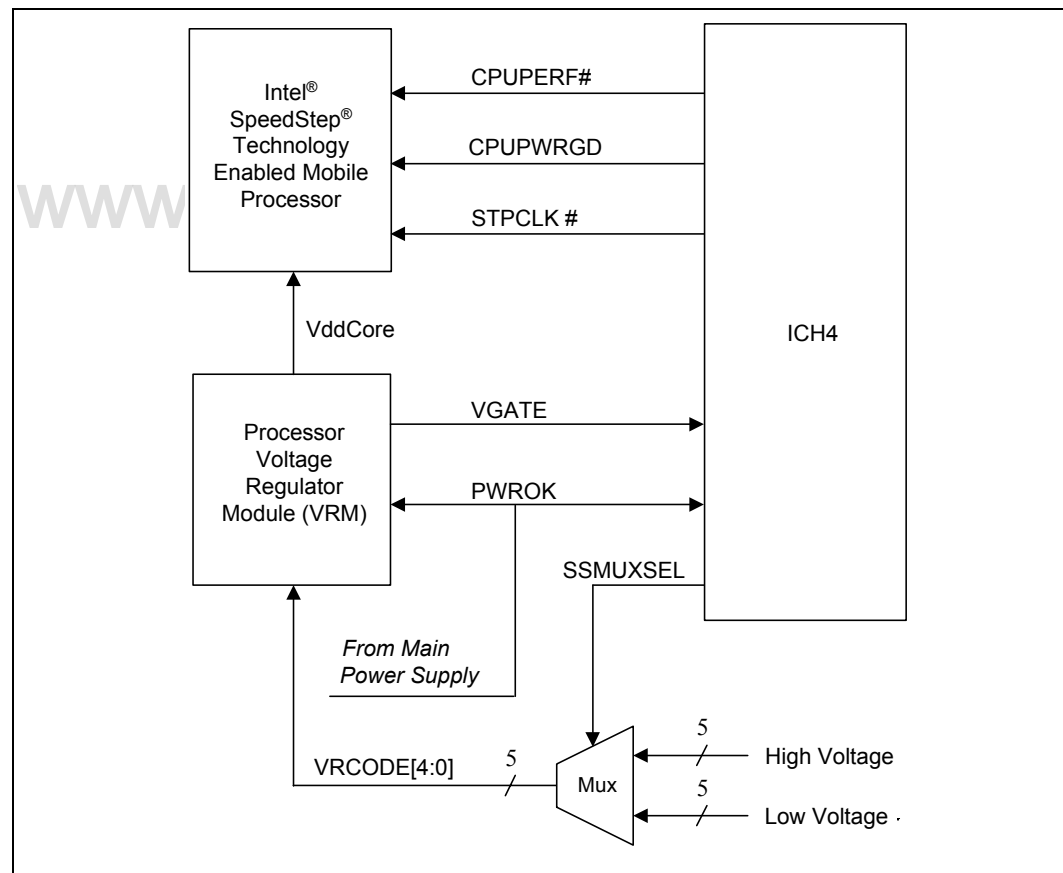 Intel®
SpeedStep®
Technology
Enabled Mobile
Processor
CPUPERF#
CPUPWRGD
STPCLK #
www
VddCore
ICH4
Processor
Voltage
Regulator
Module (VRM)
VGATE
PWROK
SSMUXSEL
From Main
Power Supply
VRCODE[4:0]
5
Mux
5
High Voltage
5
Low Voltage